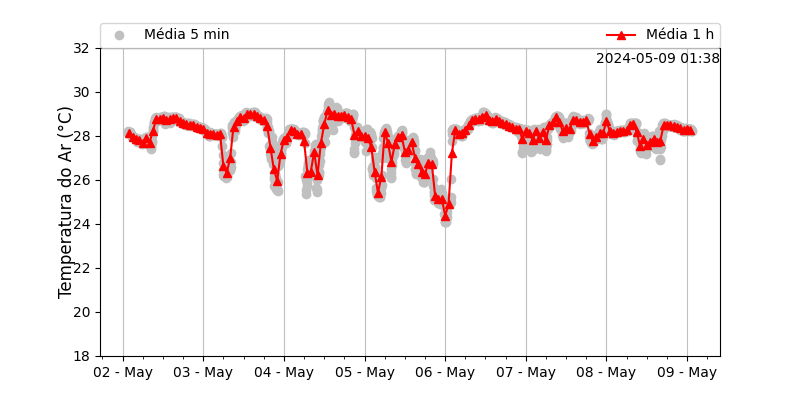 Média 5 min
Média 1 h
2024-05-09 01:38
Temperatura do Ar (°C)
32
30
28
26
24
22
20
18
02 - May
03 - May
04 - May
05 - May
06 - May
07 - May
08 - May
09 - May